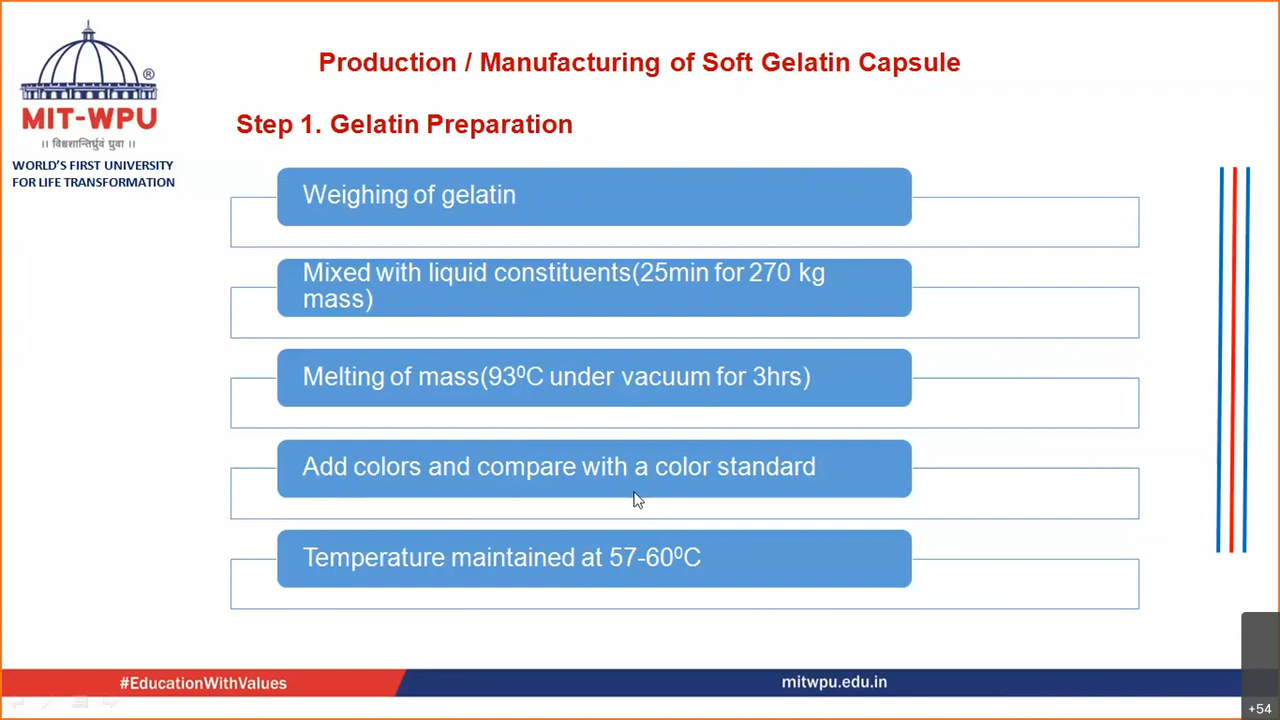 Production / Manufacturing of Soft Gelatin Capsule
®
MIT-WPU
।। विश्वशान्तिर्ध्रुवं ध्रुवा ।।
WORLD'S FIRST UNIVERSITY
FOR LIFE TRANSFORMATION
Step 1. Gelatin Preparation
Weighing of gelatin
Mixed with liquid constituents(25min for 270 kg
mass)
Melting of mass(93⁰C under vacuum for 3hrs)
Add colors and compare with a color standard
Temperature maintained at 57-60⁰C
#EducationWithValues
mitwpu.edu.in
+54